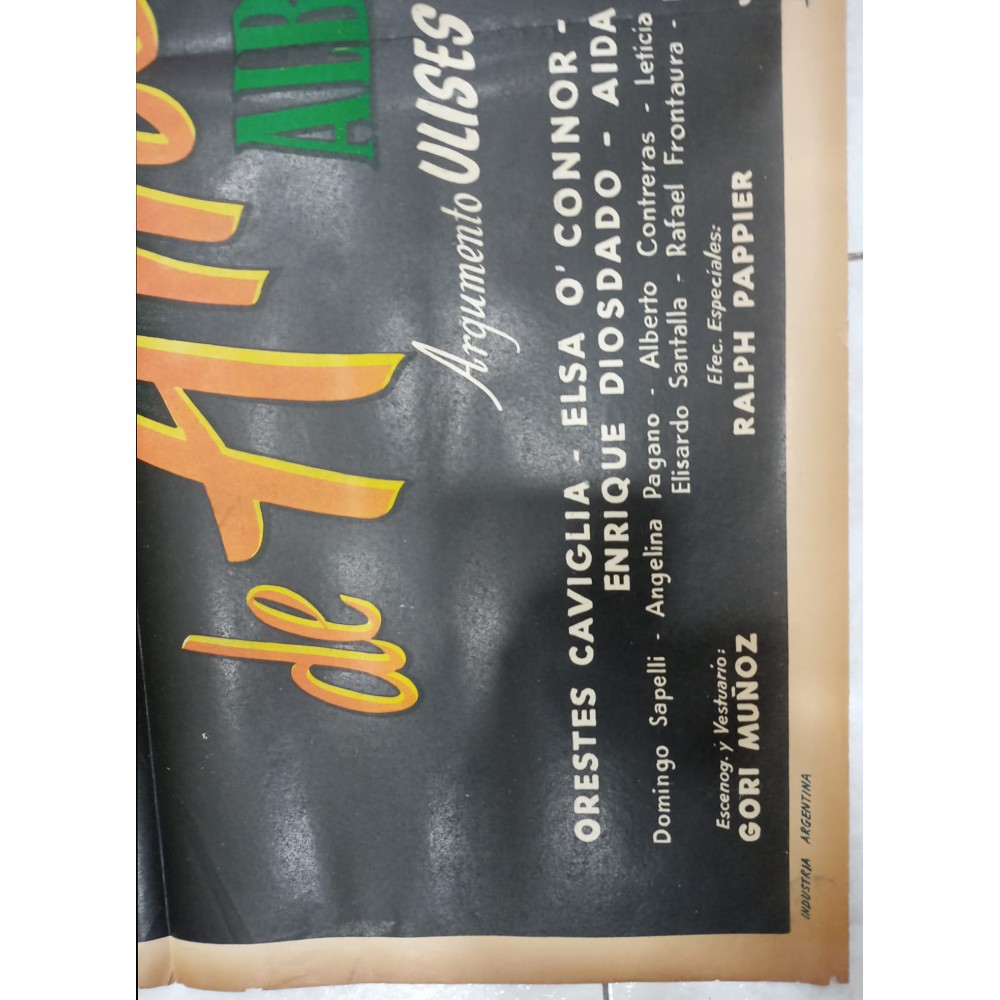 de
ALB
Argumento ULISES
ORESTES CAVIGLIA - ELSA O' CONNOR -
ENRIQUE DIOSDADO - AIDA
Domingo Sapelli - Angelina Pagano - Alberto Contreras - Leticia
Elisardo Santalla - Rafael Frontaura -
Escenog. y Vestuario:
GORI MUÑOZ
Efec. Especiales:
RALPH PAPPIER
INDUSTRIA ARGENTINA